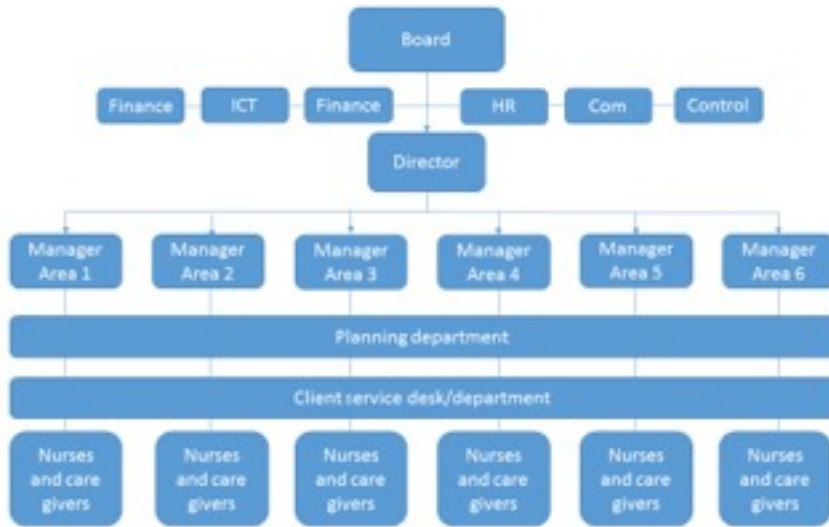 Board
Finance
ICT
Finance
HR
Com
Control
Director
Manager
Area 1
Manager
Area 2
Manager
Area 3
Manager
Area 4
Manager
Area 5
Manager
Area 6
Planning department
Client service desk/department
Nurses
and care
givers
Nurses
and care
givers
Nurses
and care
givers
Nurses
and care
givers
Nurses
and care
givers
Nurses
and care
givers